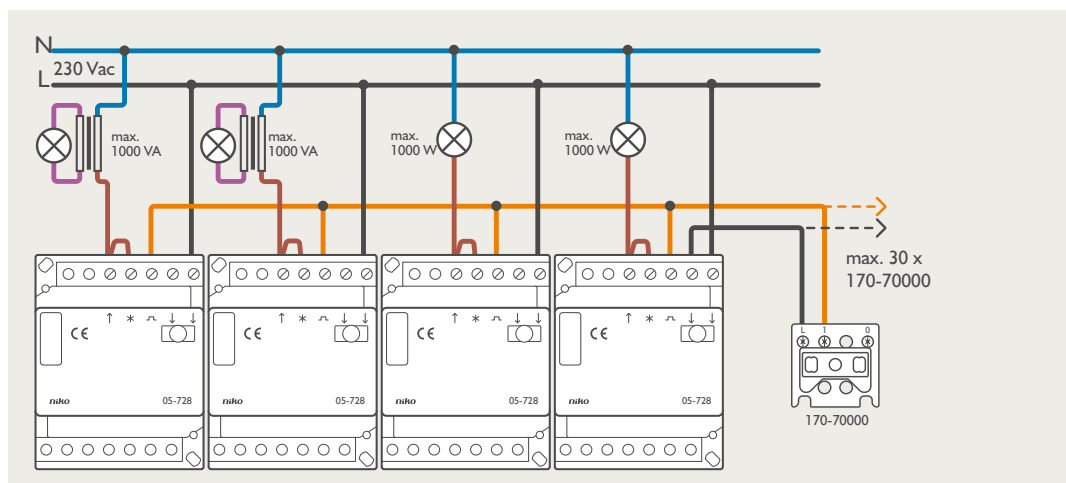 N
230 Vac
L
max.
1000 VA
max.
1000 VA
max.
1000 W
max.
1000 W
max. 30 x
170-70000
CE
niko
05-728
CE
niko
05-728
CE
niko
05-728
CE
niko
05-728
L 1 0
170-70000